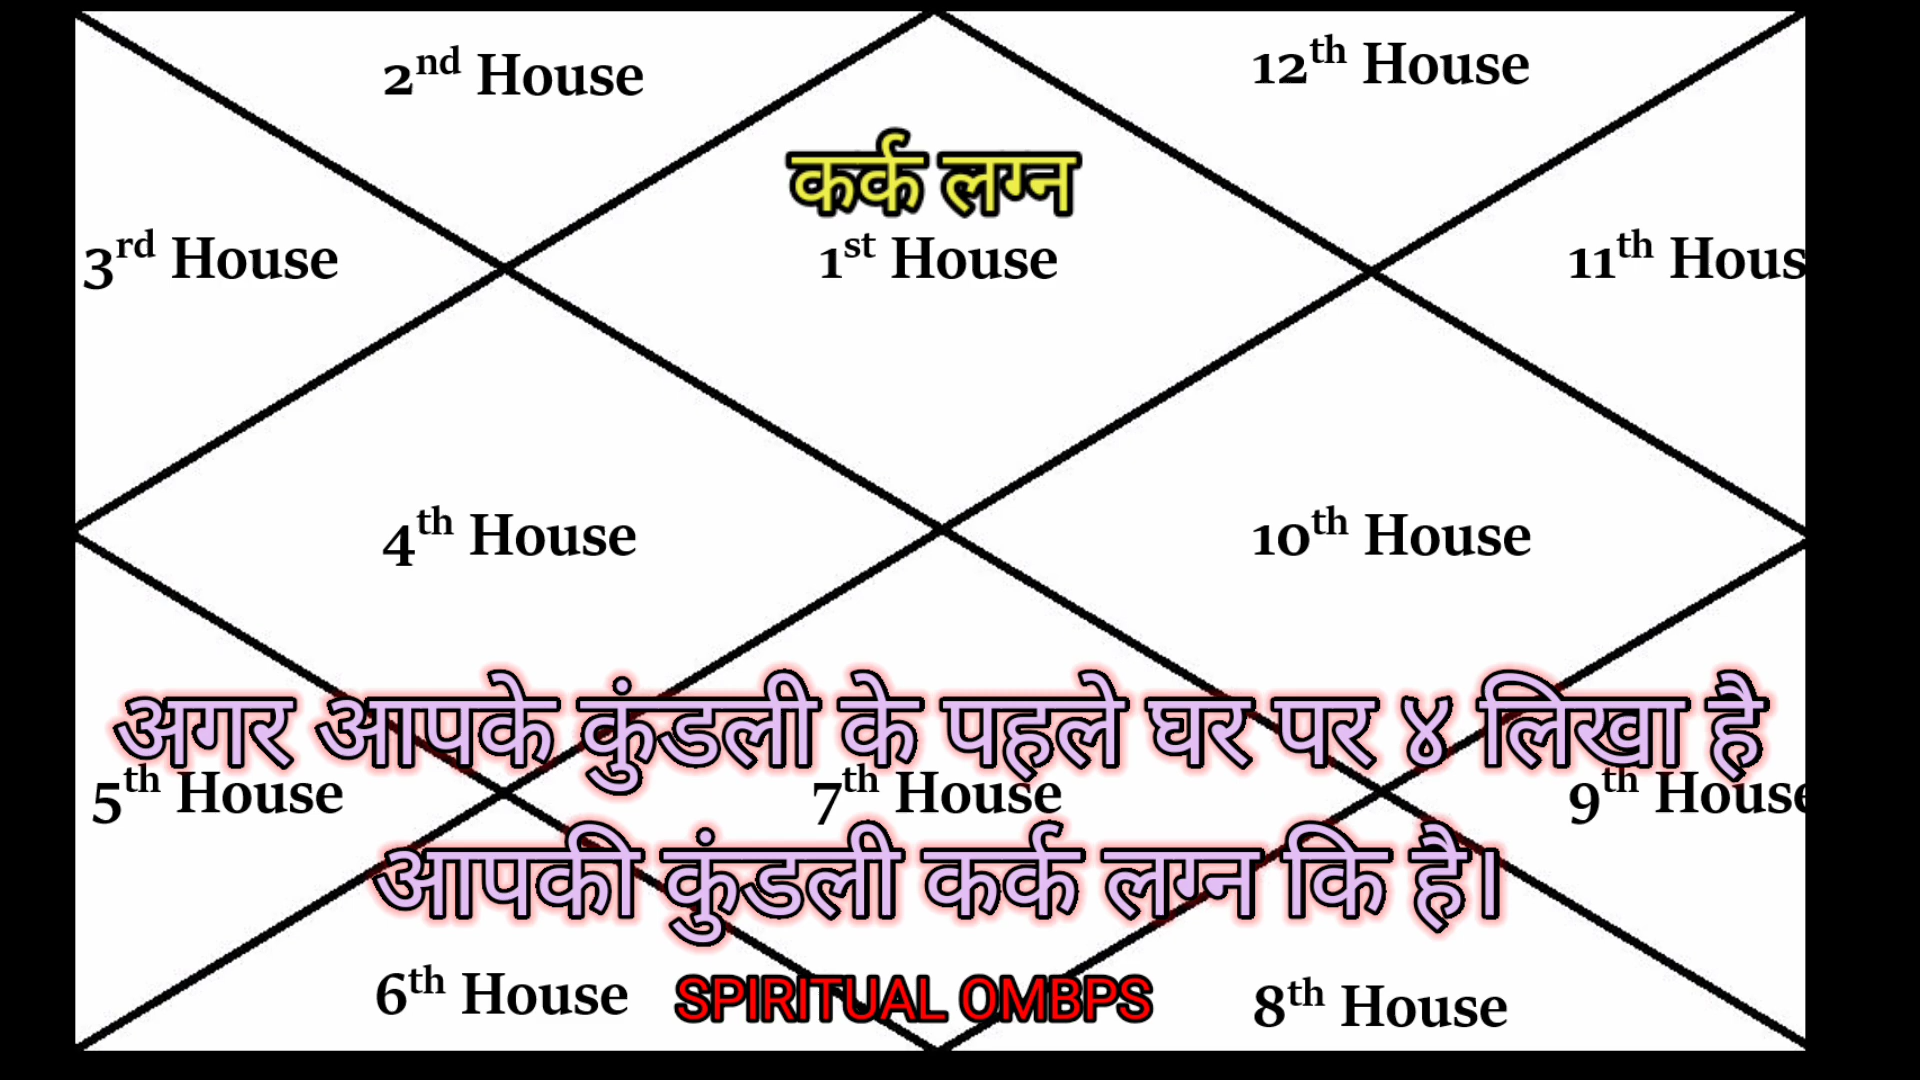 2nd House
12th House
कर्क लग्न
3rd House
1st House
11th Hous
4th House
10th House
अगर आपके कुंडली के पहले घर पर ४ लिखा है
5th House
7th House
9th House
आपकी कुंडली कर्क लग्न कि है।
6th House
SPIRITUAL OMBPS
8th House